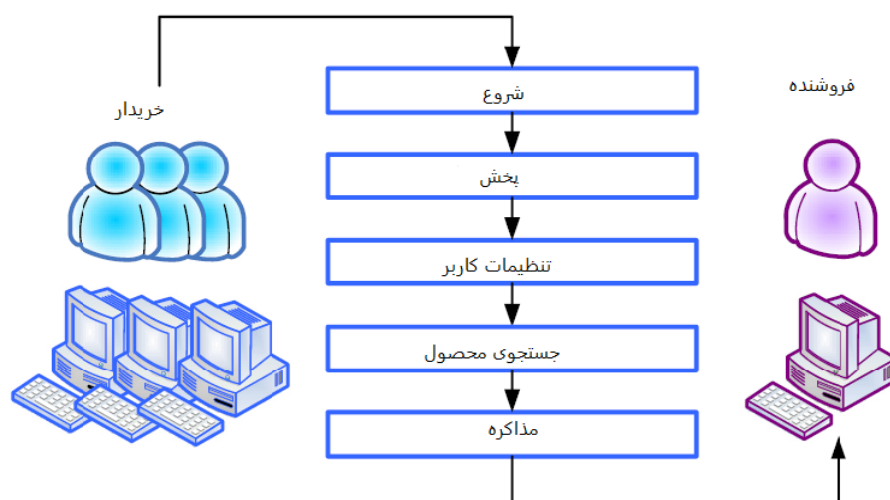 فروشنده
خریدار
شروع
پخش
تنظیمات کاربر
جستجوی محصول
مذاکره